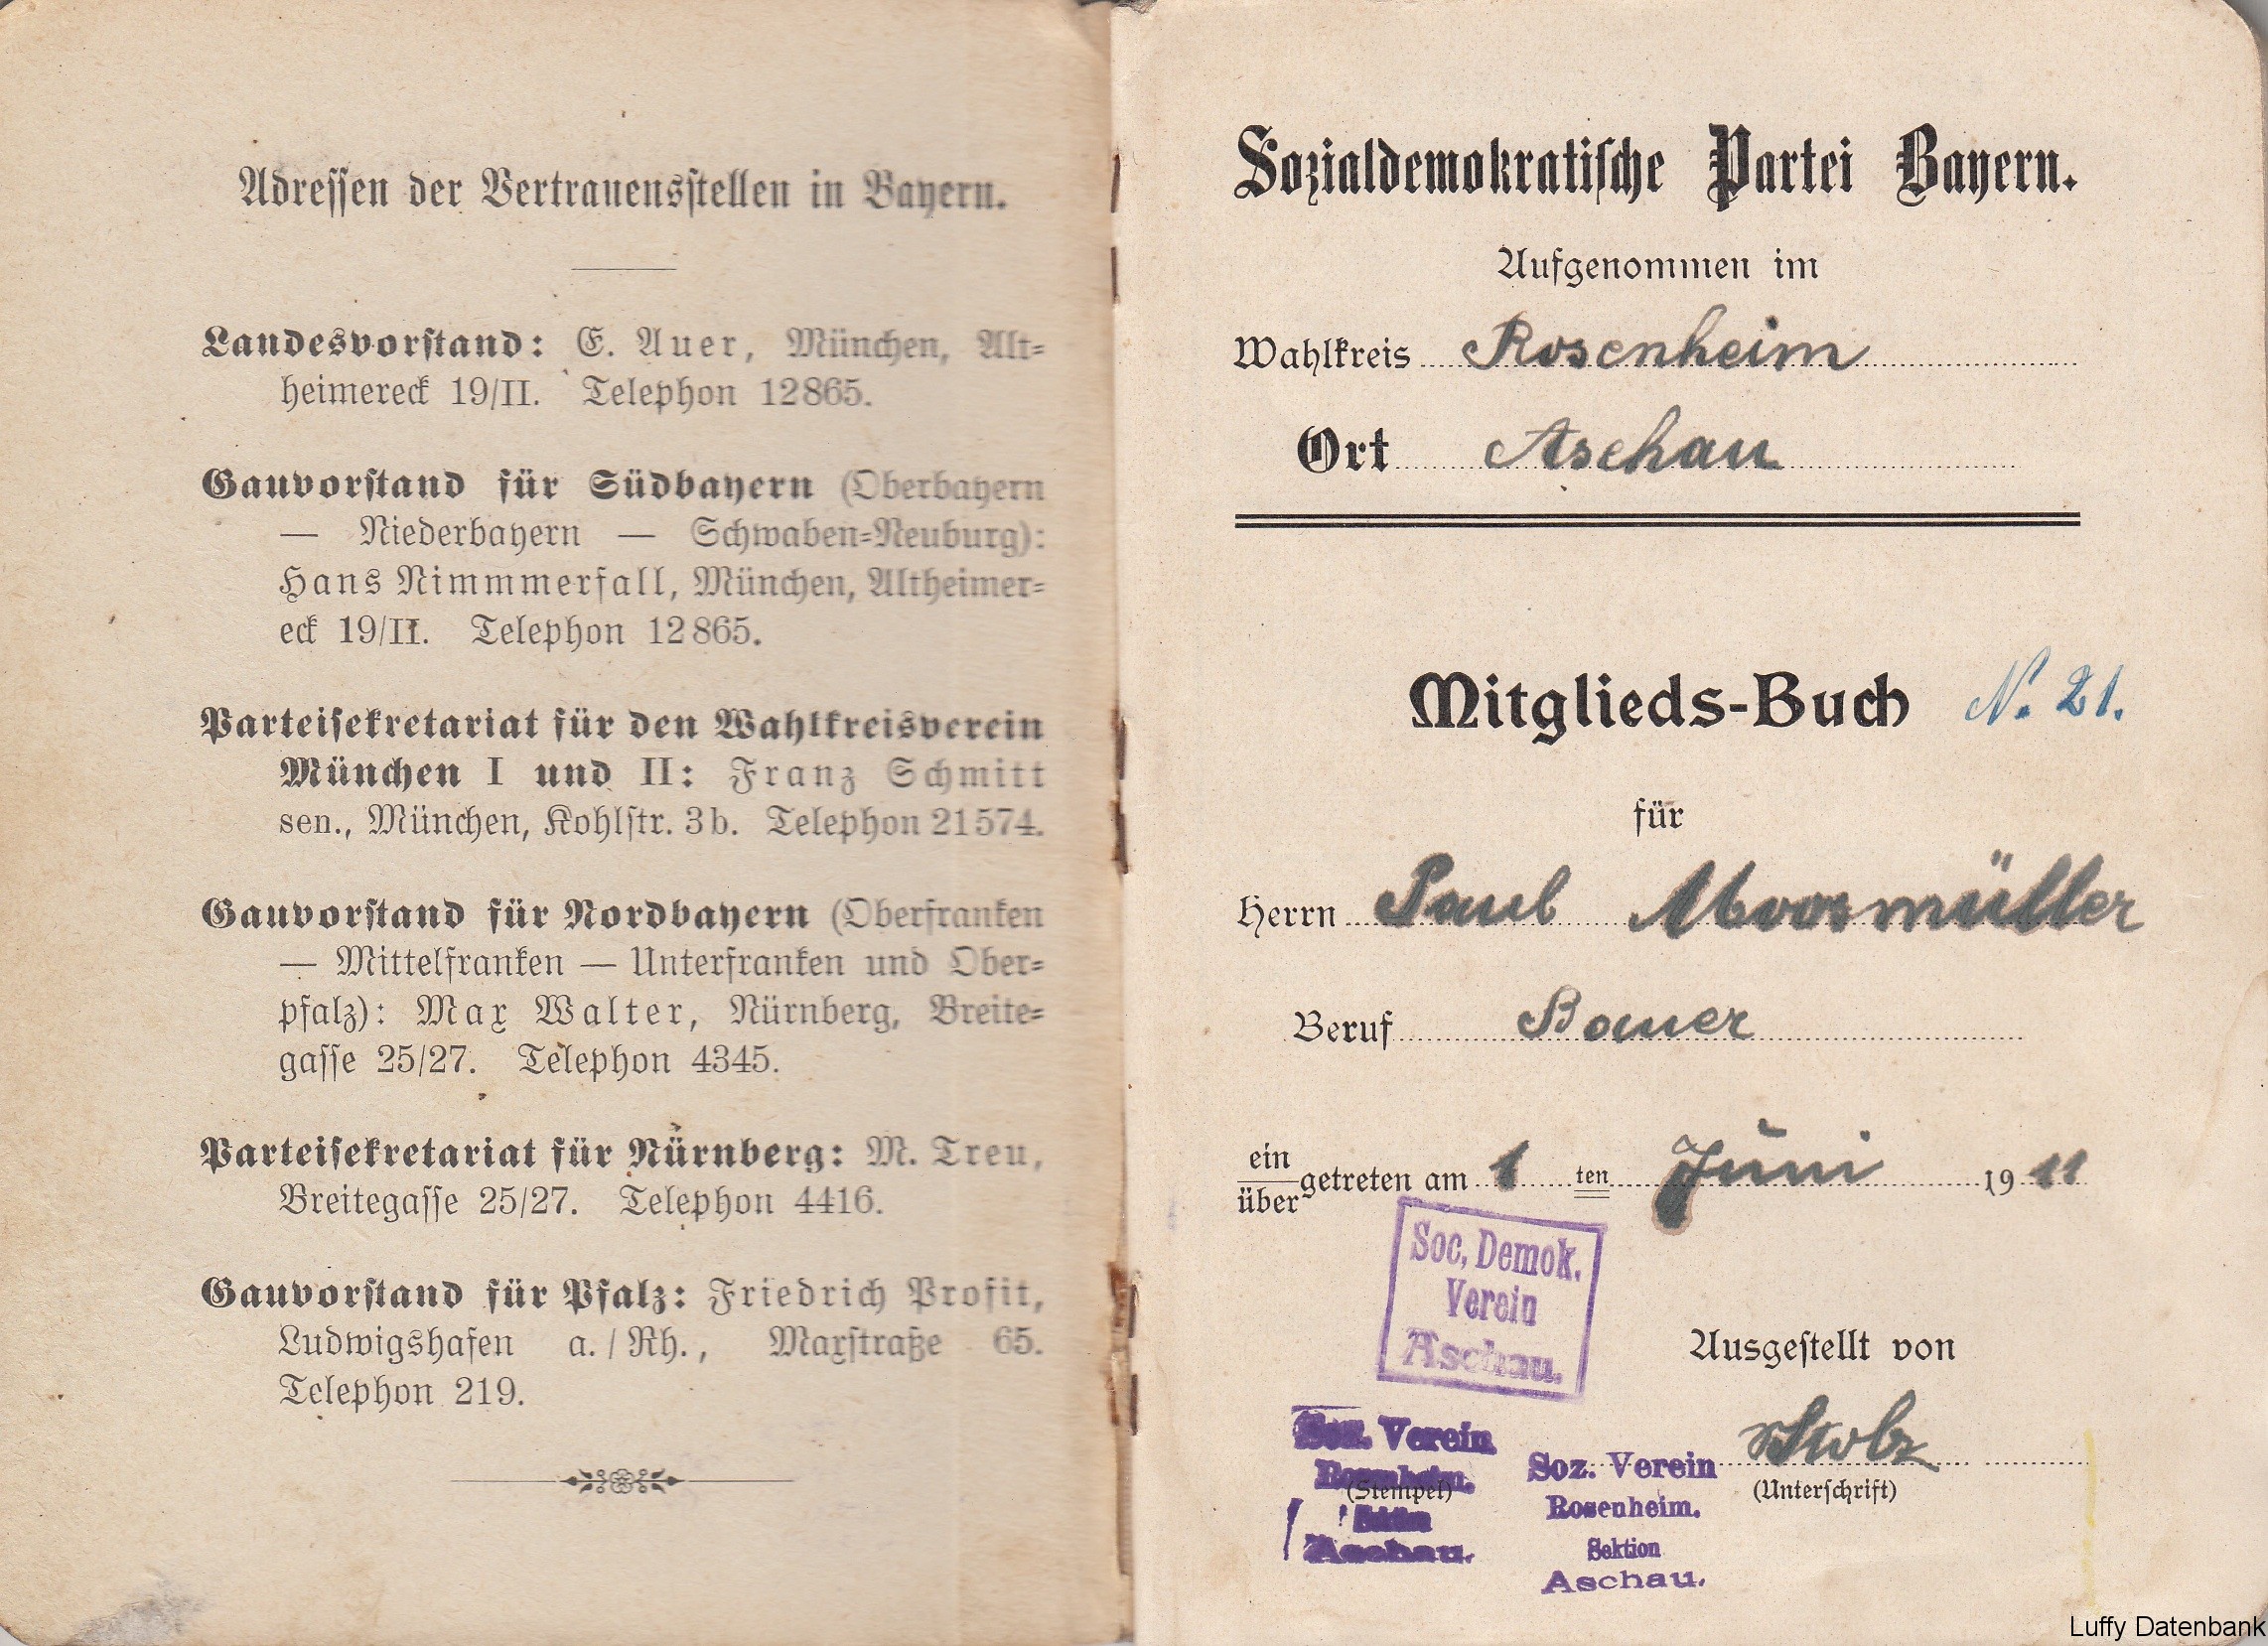 Adressen der Vertrauensstellen in Bayern.
Landesvorstand: E. Auer, München, Alt-
heimereck 19/II. Telephon 12865.
Gauvorstand für Südbayern (Oberbayern
— Niederbayern — Schwaben-Neuburg):
Hans Nimmmerfall, München, Altheimer-
eck 19/II. Telephon 12865.
Parteisekretariat für den Wahlkreisverein
München I und II: Franz Schmitt
sen., München, Kohlstr. 3b. Telephon 21574.
Gauvorstand für Nordbayern (Oberfranken
— Mittelfranken — Unterfranken und Ober-
pfalz): Max Walter, Nürnberg, Breite-
gasse 25/27. Telephon 4345.
Parteisekretariat für Nürnberg: M. Treu,
Breitegasse 25/27. Telephon 4416.
Gauvorstand für Pfalz: Friedrich Profit,
Ludwigshafen a./Rh., Maxstraße 65.
Telephon 219.
Sozialdemokratische Partei Bayern.
Aufgenommen im
Wahlkreis Rosenheim
Ort Aschau
Mitglieds-Buch N. 21.
für
Herrn Paul Moosmüller
Beruf Bauer
ein
über getreten am 1 ten Juni 1911
Soc. Demok.
Verein
Aschau.
Ausgestellt von
Stolz
(Unterschrift)
Soz. Verein
Rosenheim.
(Stempel)
Sektion
Aschau.
Soz. Verein
Rosenheim.
Sektion
Aschau.
Luffy Datenbank